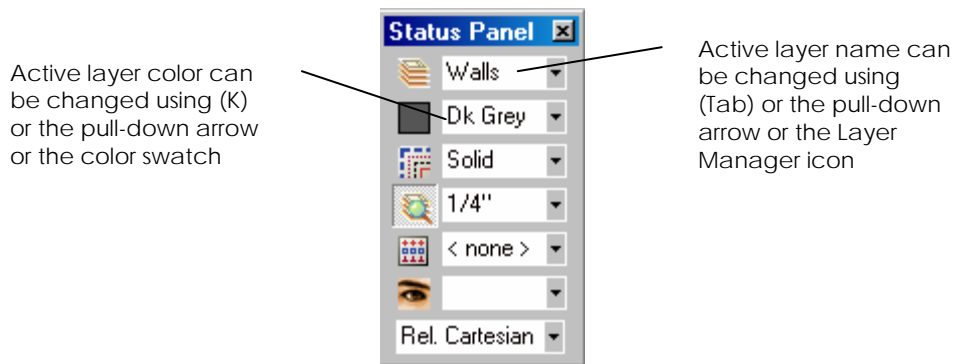 Active layer color can
be changed using (K)
or the pull-down arrow
or the color swatch
Status Panel
Walls
Dk Grey
Solid
1/4"
< none >
Rel. Cartesian
Active layer name can
be changed using
(Tab) or the pull-down
arrow or the Layer
Manager icon